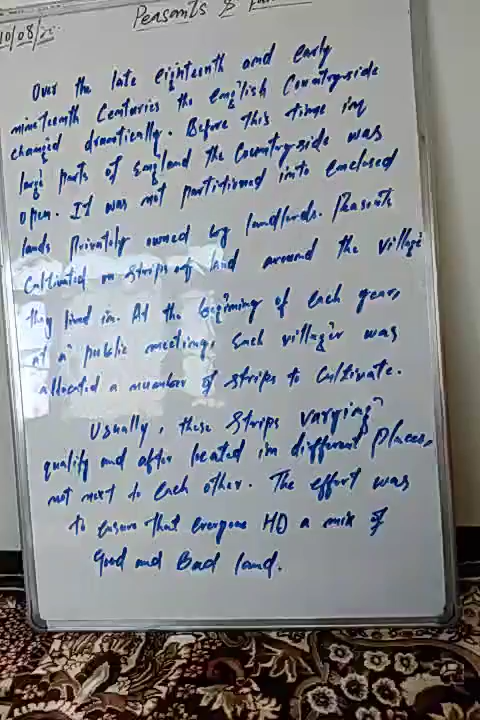 10/08/
Peasants &
Over the late eighteenth and early
nineteenth Centuries the english Countryside
changed dramatically. Before this time in
large parts of England the Countryside was
open. It was not partitioned into enclosed
lands Privately owned by landlords. Peasants
Cultivated on strips of land around the village
they lived in. At the beginning of each year,
at a public meeting, each villager was
allocated a number of strips to Cultivate.
Usually, these strips varying
quality and after located in different places,
not next to each other. The effort was
to ensure that everyone HD a mix of
Good and Bad land.